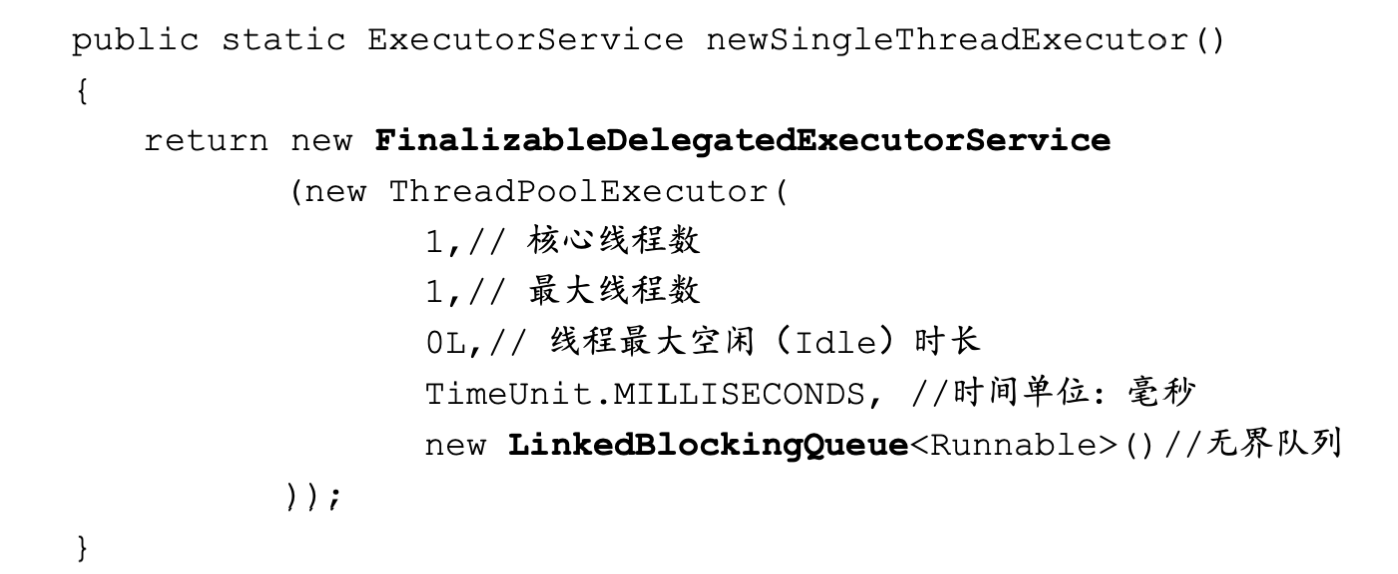 public static ExecutorService newSingleThreadExecutor()
{
return new FinalizableDelegatedExecutorService
(new ThreadPoolExecutor(
1,// 核心线程数
1,// 最大线程数
0L,// 线程最大空闲（Idle）时长
TimeUnit.MILLISECONDS, //时间单位：毫秒
new LinkedBlockingQueue<Runnable>()//无界队列
));
}